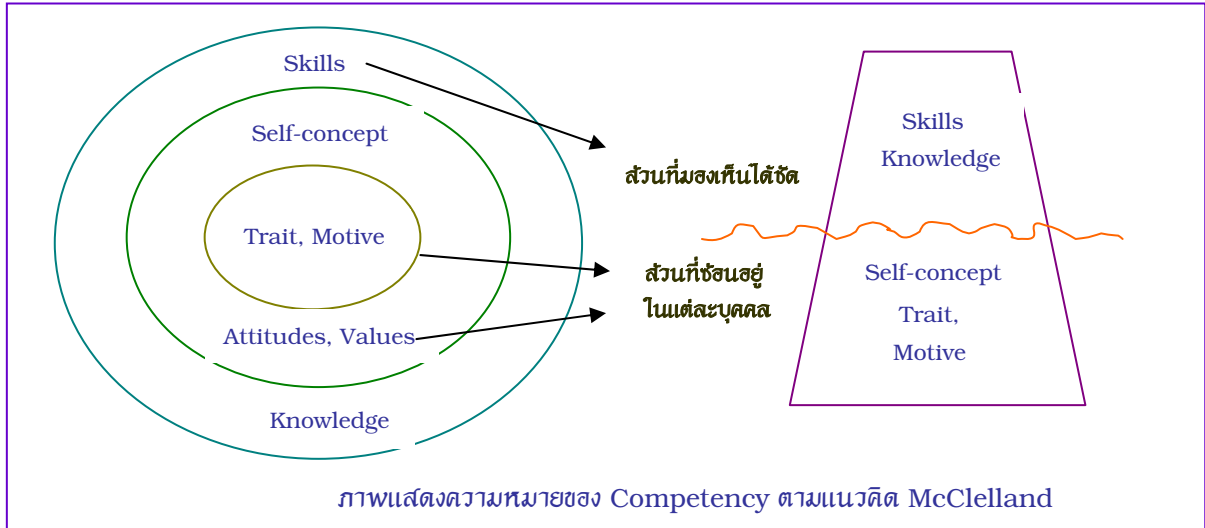 Skills
Self-concept
Trait, Motive
Attitudes, Values
Knowledge
ส่วนที่มองเห็นได้ชัด
ส่วนที่ซ่อนอยู่
ในแต่ละบุคคล
Skills
Knowledge
Self-concept
Trait,
Motive
ภาพแสดงความหมายของ Competency ตามแนวคิด McClelland